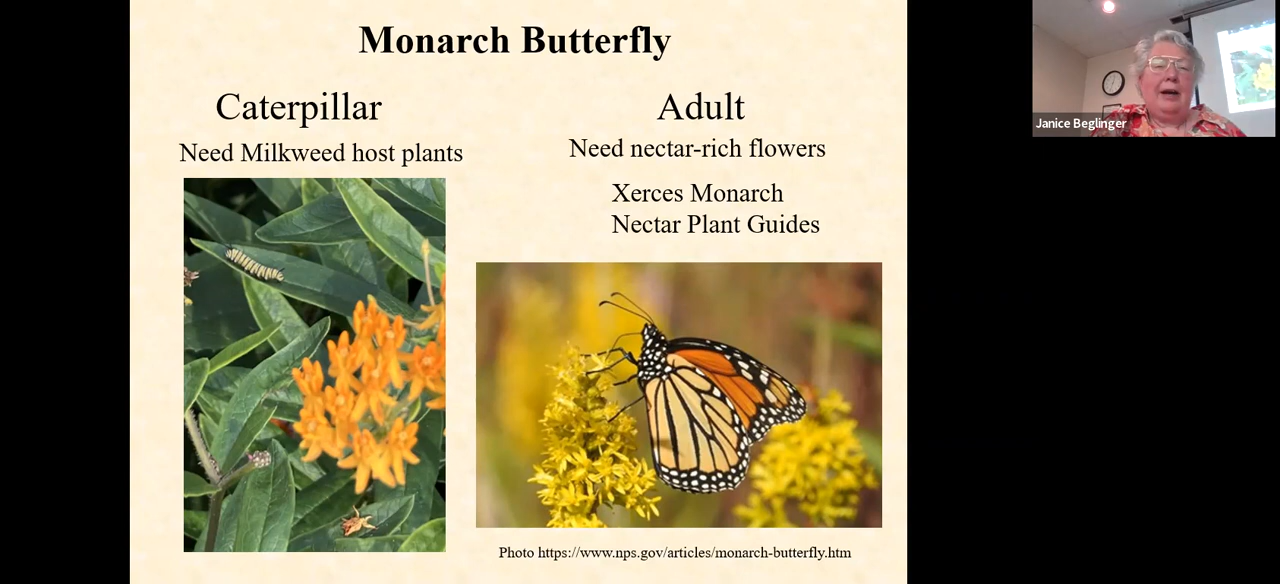 Monarch Butterfly
Caterpillar
Need Milkweed host plants
Adult
Need nectar-rich flowers
Xerces Monarch
Nectar Plant Guides
Photo https://www.nps.gov/articles/monarch-butterfly.htm
Janice Beglinger